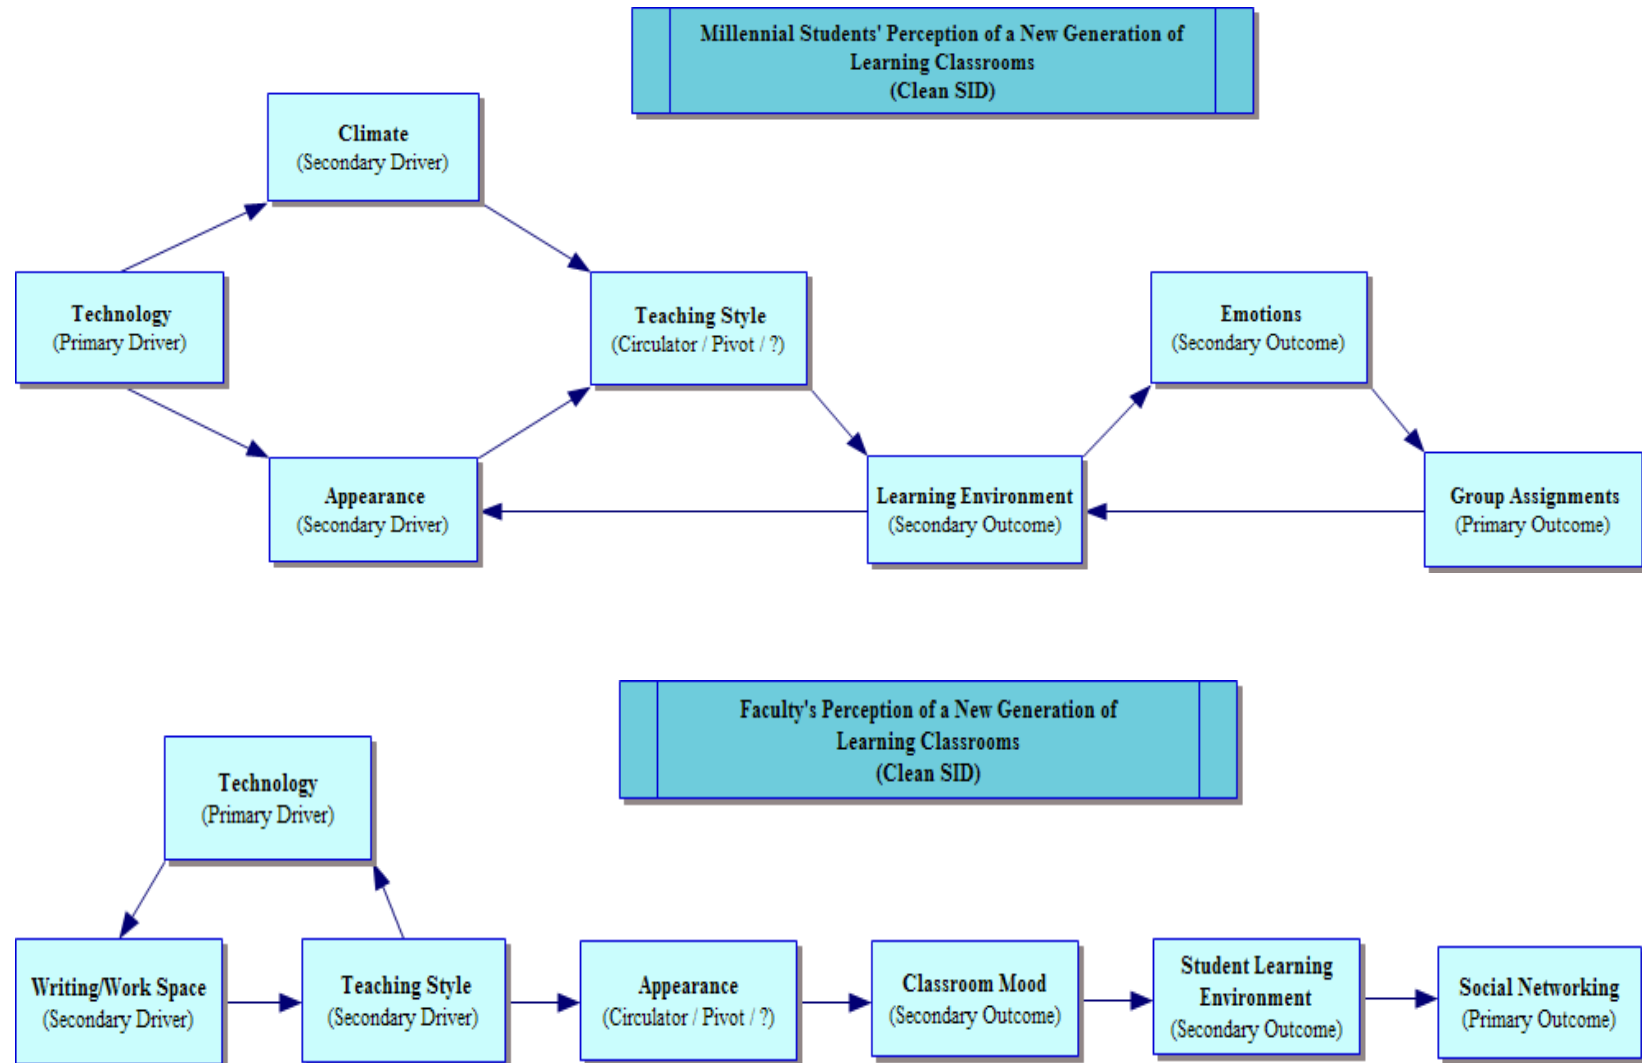 Millennial Students' Perception of a New Generation of
Learning Classrooms
(Clean SID)
Climate
(Secondary Driver)
Technology
(Primary Driver)
Teaching Style
(Circulator / Pivot / ?)
Emotions
(Secondary Outcome)
Appearance
(Secondary Driver)
Learning Environment
(Secondary Outcome)
Group Assignments
(Primary Outcome)
Faculty's Perception of a New Generation of
Learning Classrooms
(Clean SID)
Technology
(Primary Driver)
Writing/Work Space
(Secondary Driver)
Teaching Style
(Secondary Driver)
Appearance
(Circulator / Pivot / ?)
Classroom Mood
(Secondary Outcome)
Student Learning
Environment
(Secondary Outcome)
Social Networking
(Primary Outcome)